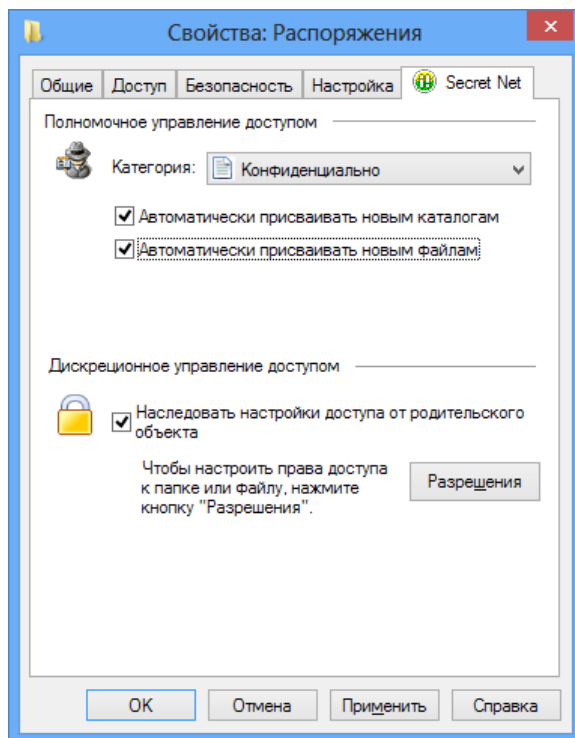 Свойства: Распоряжения
Общие Доступ Безопасность Настройка Secret Net
Полномочное управление доступом
Категория: Конфиденциально
Автоматически присваивать новым каталогам
Автоматически присваивать новым файлам
Дискреционное управление доступом
Наследовать настройки доступа от родительского
объекта
Чтобы настроить права доступа
к папке или файлу, нажмите
кнопку "Разрешения".
Разрешения
ОК Отмена Применить Справка